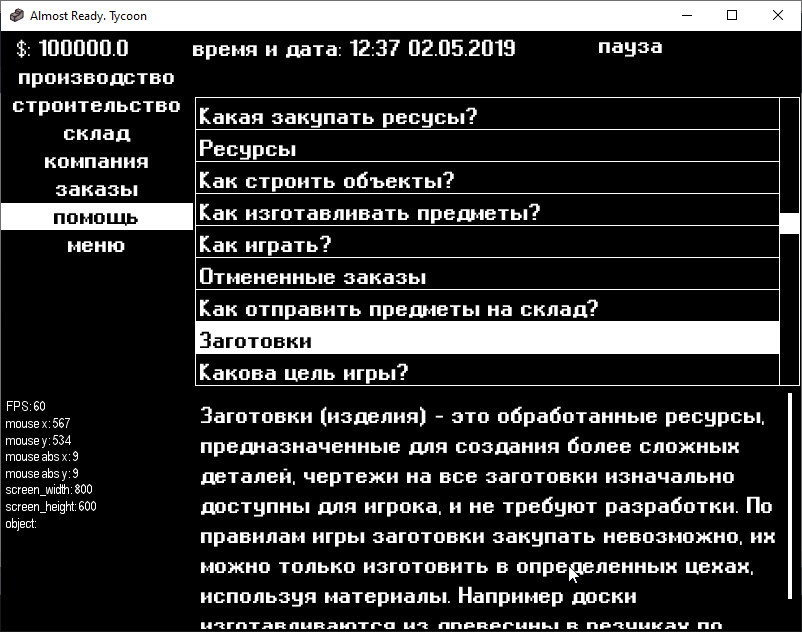 Almost Ready. Tycoon
$: 100000.0 время и дата: 12:37 02.05.2019 пауза
производство
строительство
склад
компания
заказы
помощь
меню
Какая закупать ресусы?
Ресурсы
Как строить объекты?
Как изготавливать предметы?
Как играть?
Отмененные заказы
Как отправить предметы на склад?
Заготовки
Какова цель игры?
FPS: 60
mouse x: 567
mouse y: 534
mouse abs x: 9
mouse abs y: 9
screen_width: 800
screen_height: 600
object:
Заготовки (изделия) - это обработанные ресурсы,
предназначенные для создания более сложных
деталей, чертежи на все заготовки изначально
доступны для игрока, и не требуют разработки. По
правилам игры заготовки закупать невозможно, их
можно только изготовить в определенных цехах,
используя материалы. Например доски
изготавливаются из древесины в резчиках по